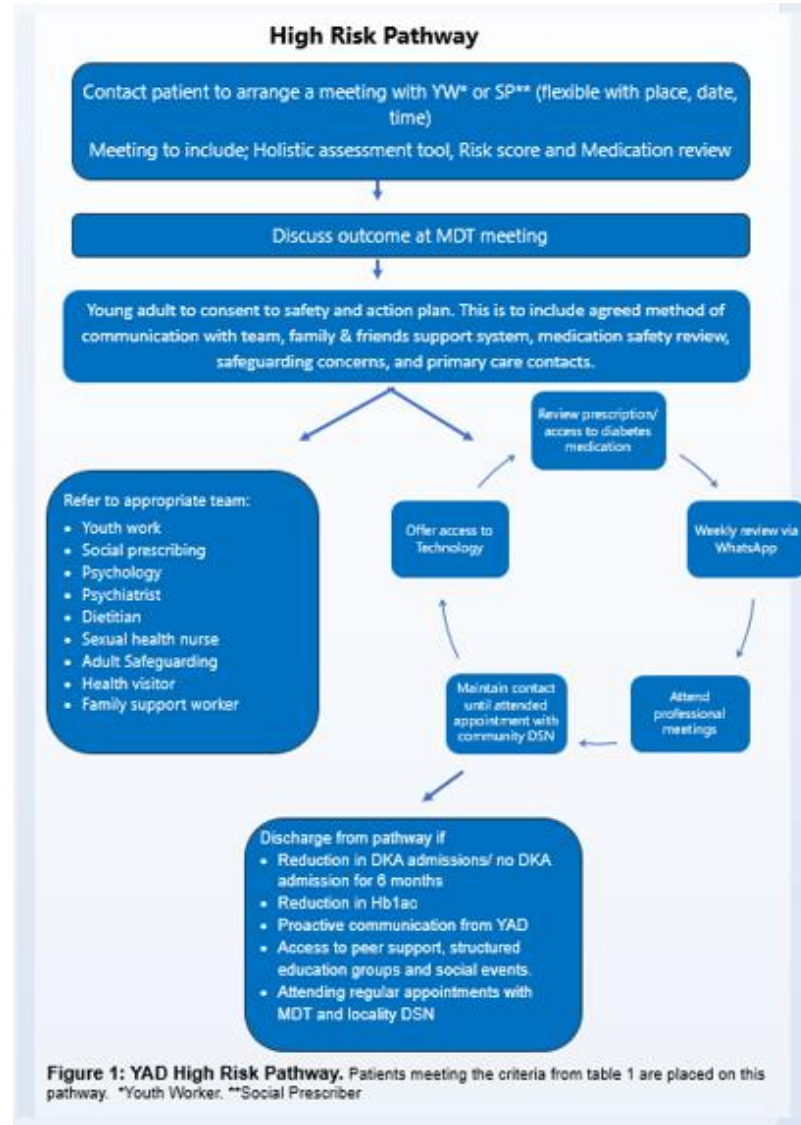 High Risk Pathway
Contact patient to arrange a meeting with YW* or SP** (flexible with place, date,
time)
Meeting to include; Holistic assessment tool, Risk score and Medication review
Discuss outcome at MDT meeting
Young adult to consent to safety and action plan. This is to include agreed method of
communication with team, family & friends support system, medication safety review,
safeguarding concerns, and primary care contacts.
Refer to appropriate team:
• Youth work
• Social prescribing
• Psychology
• Psychiatrist
• Dietitian
• Sexual health nurse
• Adult Safeguarding
• Health visitor
• Family support worker
Review prescription/
access to diabetes
medication
Weekly review via
WhatsApp
Attend
professional
meetings
Maintain contact
until attended
appointment with
community DSN
Offer access to
Technology
Discharge from pathway if
• Reduction in DKA admissions/ no DKA
admission for 6 months
• Reduction in Hb1ac
• Proactive communication from YAD
• Access to peer support, structured
education groups and social events.
• Attending regular appointments with
MDT and locality DSN
Figure 1: YAD High Risk Pathway. Patients meeting the criteria from table 1 are placed on this
pathway. *Youth Worker. **Social Prescriber